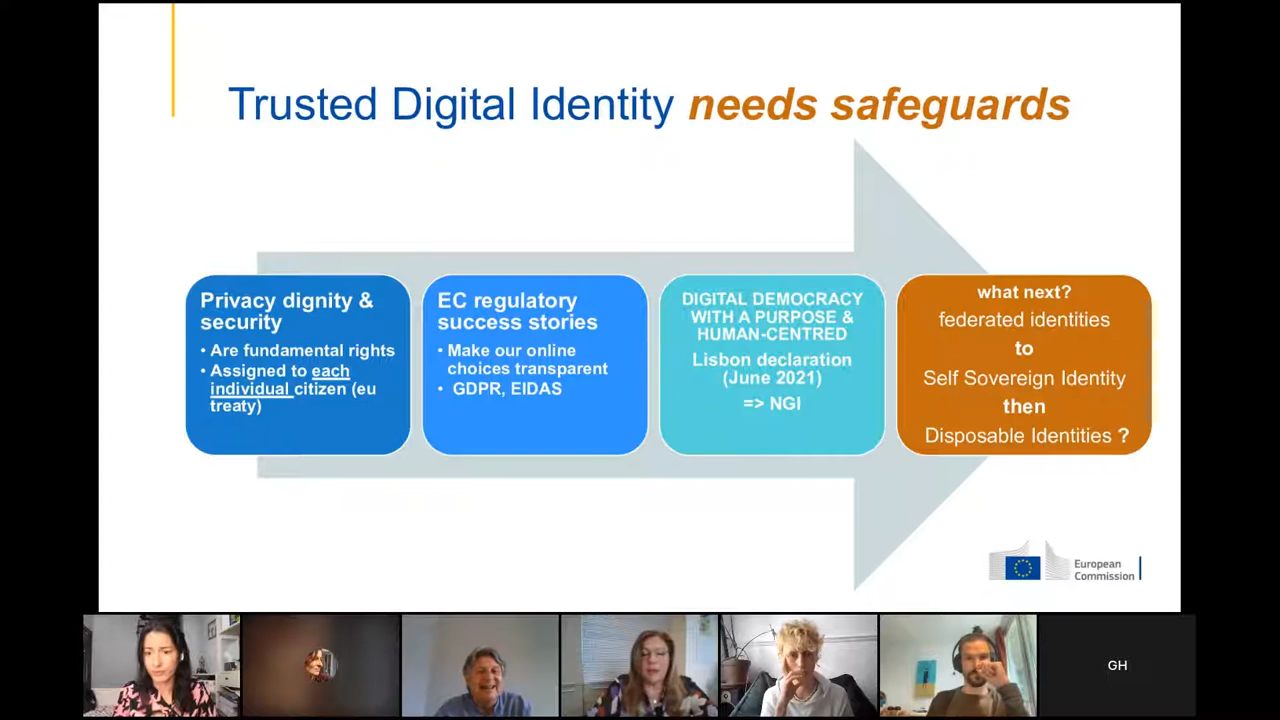 Trusted Digital Identity needs safeguards
Privacy dignity &
security
• Are fundamental rights
• Assigned to each
individual citizen (eu
treaty)
EC regulatory
success stories
• Make our online
choices transparent
• GDPR, EIDAS
DIGITAL DEMOCRACY
WITH A PURPOSE &
HUMAN-CENTRED
Lisbon declaration
(June 2021)
=> NGI
what next?
federated identities
to
Self Sovereign Identity
then
Disposable Identities ?
European
Commission
GH